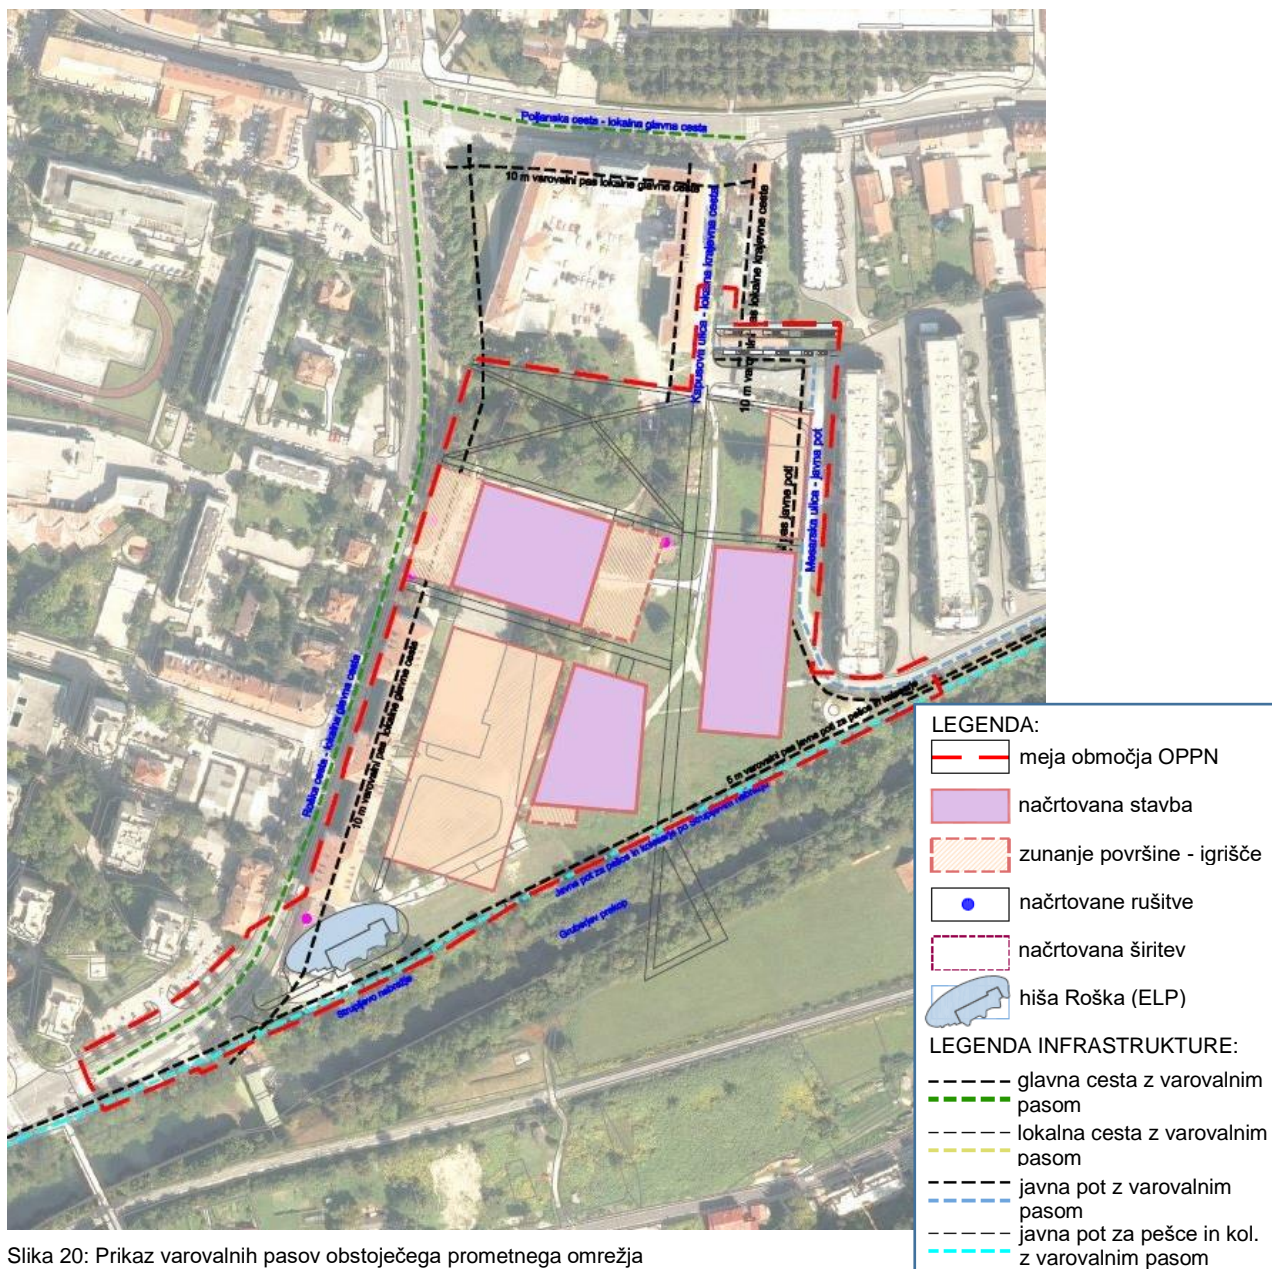 Poljanska cesta - lokalna glavna cesta
10 m varovalni pas lokalne glavne cesta
Kapusova ulica - lokalna krajevna cesta
10 m varovalni pas lokalne krajevne ceste
as javne poti
Mesarska ulica - javna pot
Roška cesta - lokalna glavna cesta
10 m varovalni pas lokalne glavne ceste
5 m varovalni pas javne poti za pešce in kolesarje
Javna pot za pešce in kolesarje po Strupijevem nabrežju
Gruberjev prekop
Strupijevo nabrežje
LEGENDA:
meja območja OPPN
načrtovana stavba
zunanje površine - igrišče
načrtovane rušitve
načrtovana širitev
hiša Roška (ELP)
LEGENDA INFRASTRUKTURE:
glavna cesta z varovalnim
pasom
lokalna cesta z varovalnim
pasom
javna pot z varovalnim
pasom
javna pot za pešce in kol.
z varovalnim pasom
Slika 20: Prikaz varovalnih pasov obstoječega prometnega omrežja